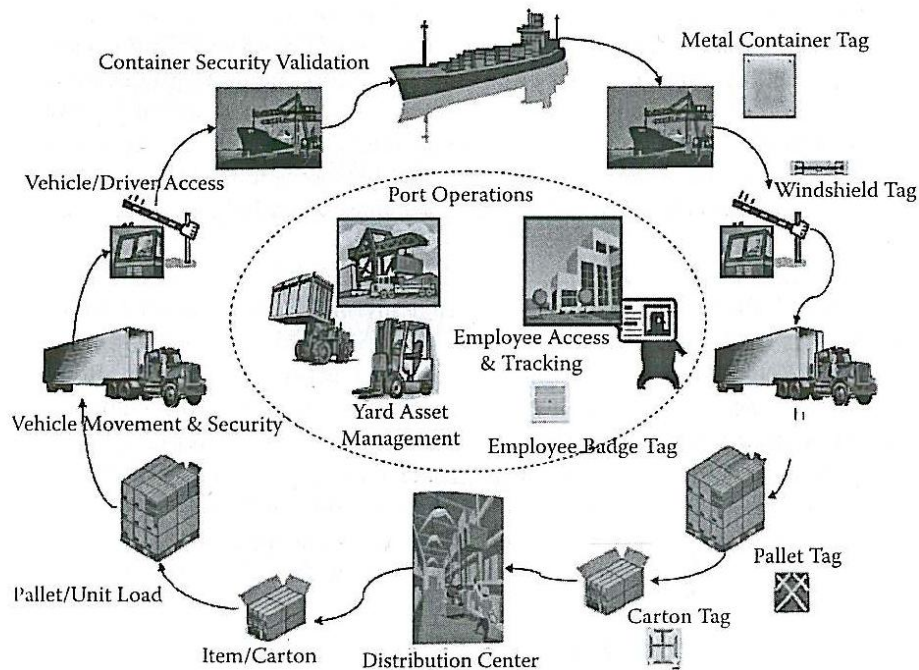 Container Security Validation
Metal Container Tag
Vehicle/Driven Access
Windshield Tag
Port Operations
Employee Access
& Tracking
Yard Asset
Management
Employee Badge Tag
Vehicle Movement & Security
Pallet Tag
Pallet/Unit Load
Carton Tag
Item/Carton
Distribution Center